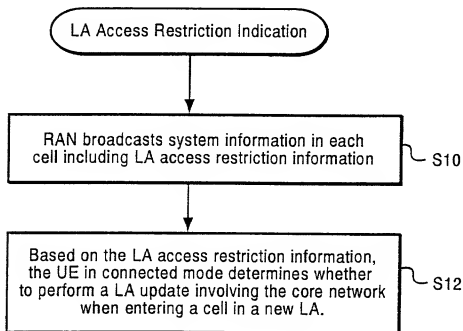 LA Access Restriction Indication
RAN broadcasts system information in each
cell including LA access restriction information
S10
Based on the LA access restriction information,
the UE in connected mode determines whether
to perform a LA update involving the core network
when entering a cell in a new LA.
S12